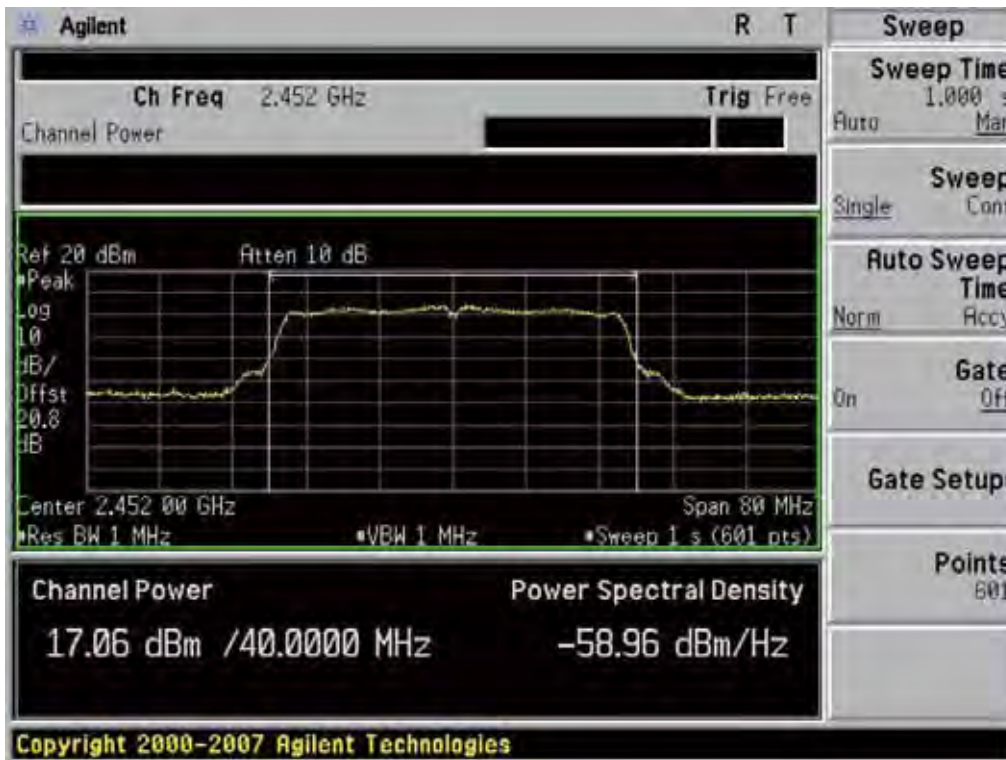 Agilent
R T
Ch Freq 2.452 GHz
Trig Free
Channel Power
Ref 20 dBm
Atten 10 dB
Peak
Log
10
dB/
Offst
20.8
dB
Center 2.452 00 GHz
Span 80 MHz
Res BW 1 MHz
VBW 1 MHz
Sweep 1 s (601 pts)
Channel Power
Power Spectral Density
17.06 dBm /40.0000 MHz
-58.96 dBm/Hz
Copyright 2000-2007 Agilent Technologies
Sweep
Sweep Time
1.000 s
Auto Man
Sweep
Single Cont
Auto Sweep
Time
Norm Accy
Gate
On Off
Gate Setup
Points
601